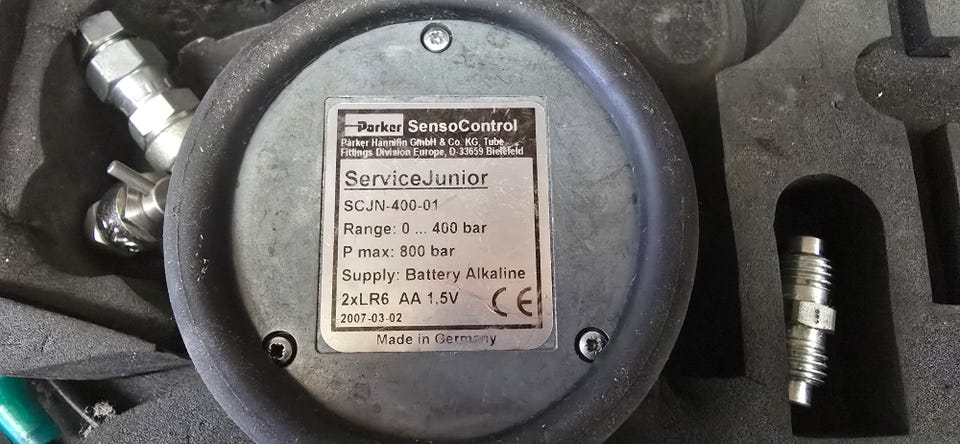 Parker SensoControl
Parker Hannifin GmbH & Co. KG, Tube
Fittings Division Europe, D-33659 Bielefeld
ServiceJunior
SCJN-400-01
Range: 0 ... 400 bar
P max: 800 bar
Supply: Battery Alkaline
2xLR6 AA 1,5V CE
2007-03-02
Made in Germany